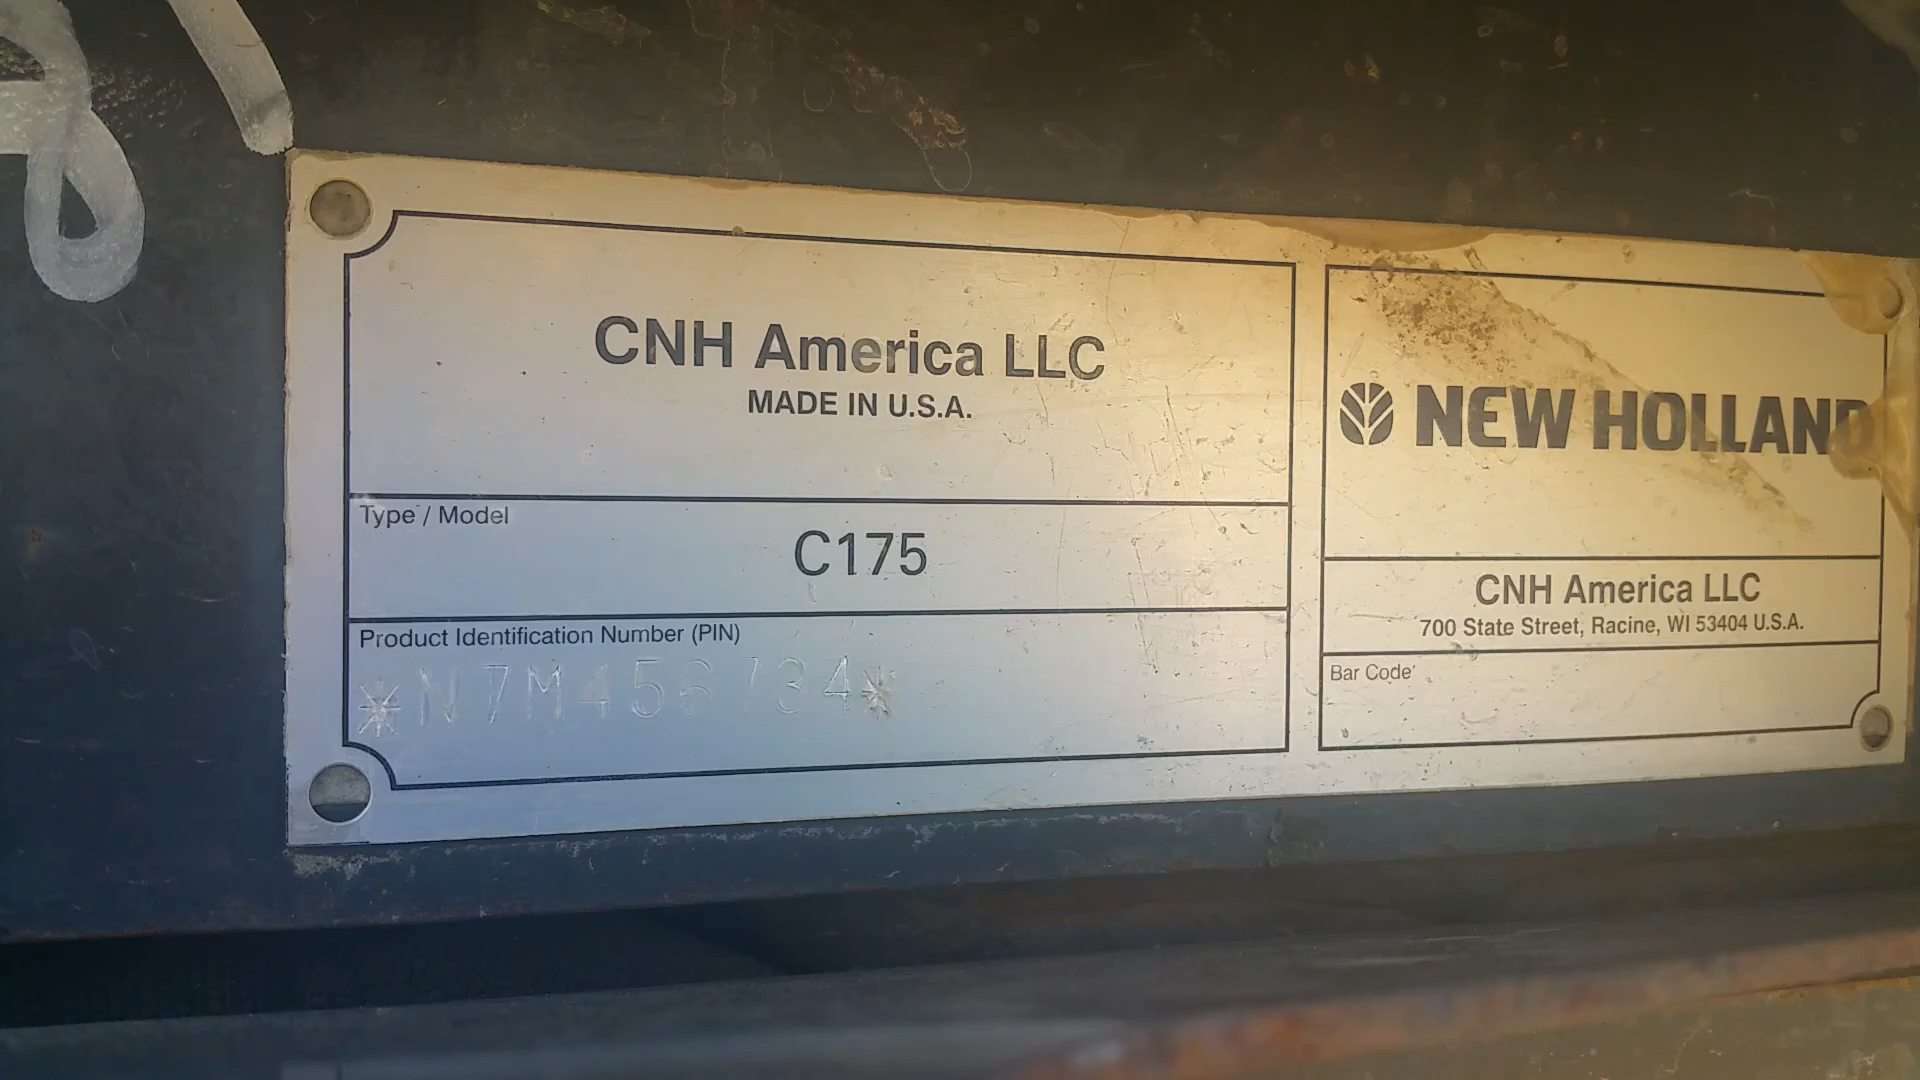 CNH America LLC
MADE IN U.S.A.
Type / Model
C175
Product Identification Number (PIN)
*N7M456734*
NEW HOLLAND
CNH America LLC
700 State Street, Racine, WI 53404 U.S.A.
Bar Code